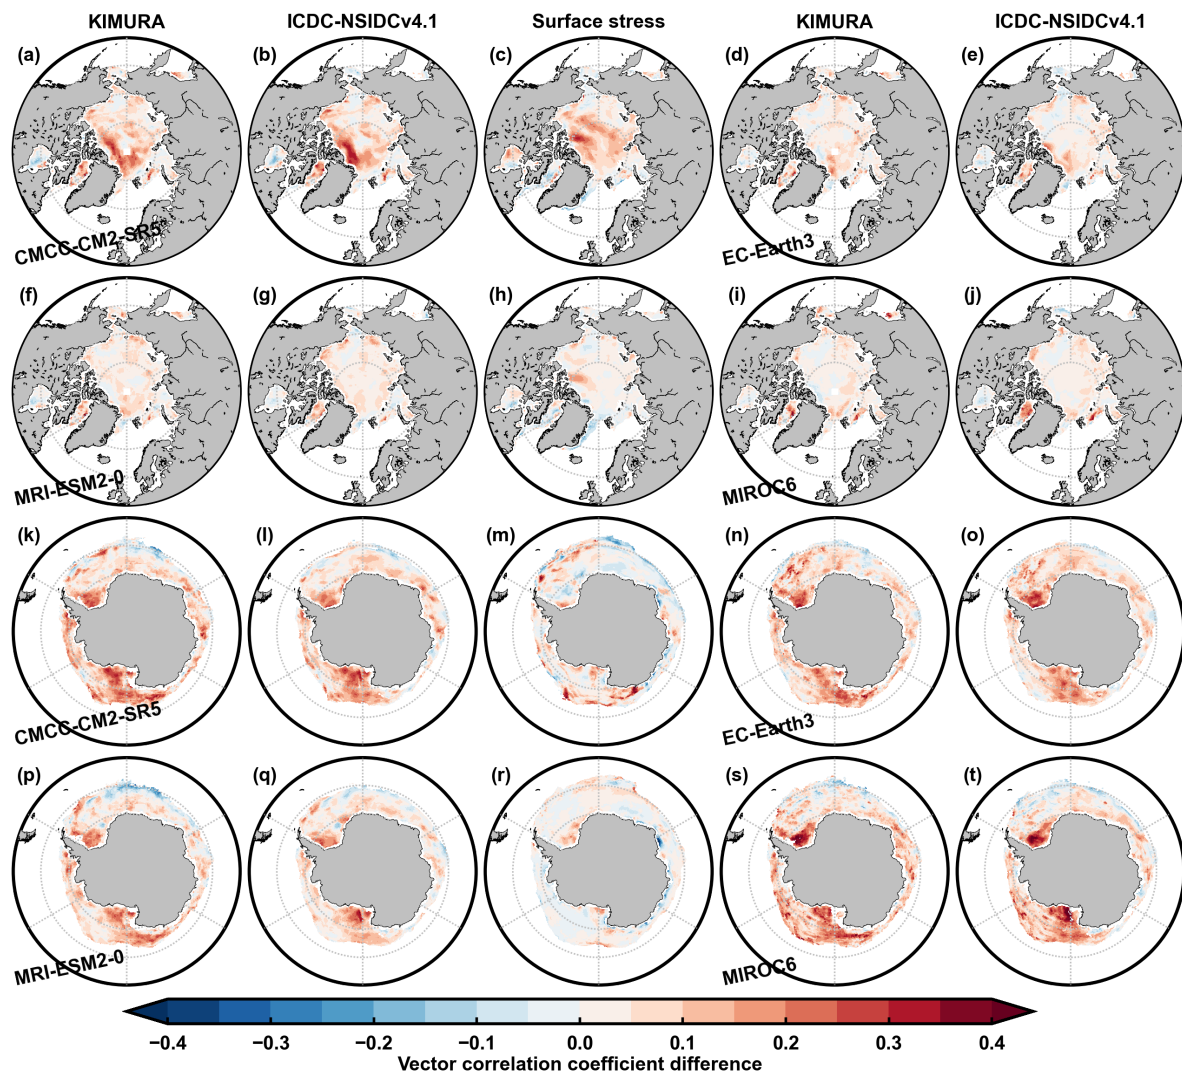 KIMURA ICDC-NSIDCv4.1 Surface stress KIMURA ICDC-NSIDCv4.1
(a) (b) (c) (d) (e)
CMCC-CM2-SR5 EC-Earth3
(f) (g) (h) (i) (j)
MRI-ESM2-0 MIROC6
(k) (l) (m) (n) (o)
CMCC-CM2-SR5 EC-Earth3
(p) (q) (r) (s) (t)
MRI-ESM2-0 MIROC6
−0.4 −0.3 −0.2 −0.1 0.0 0.1 0.2 0.3 0.4
Vector correlation coefficient difference